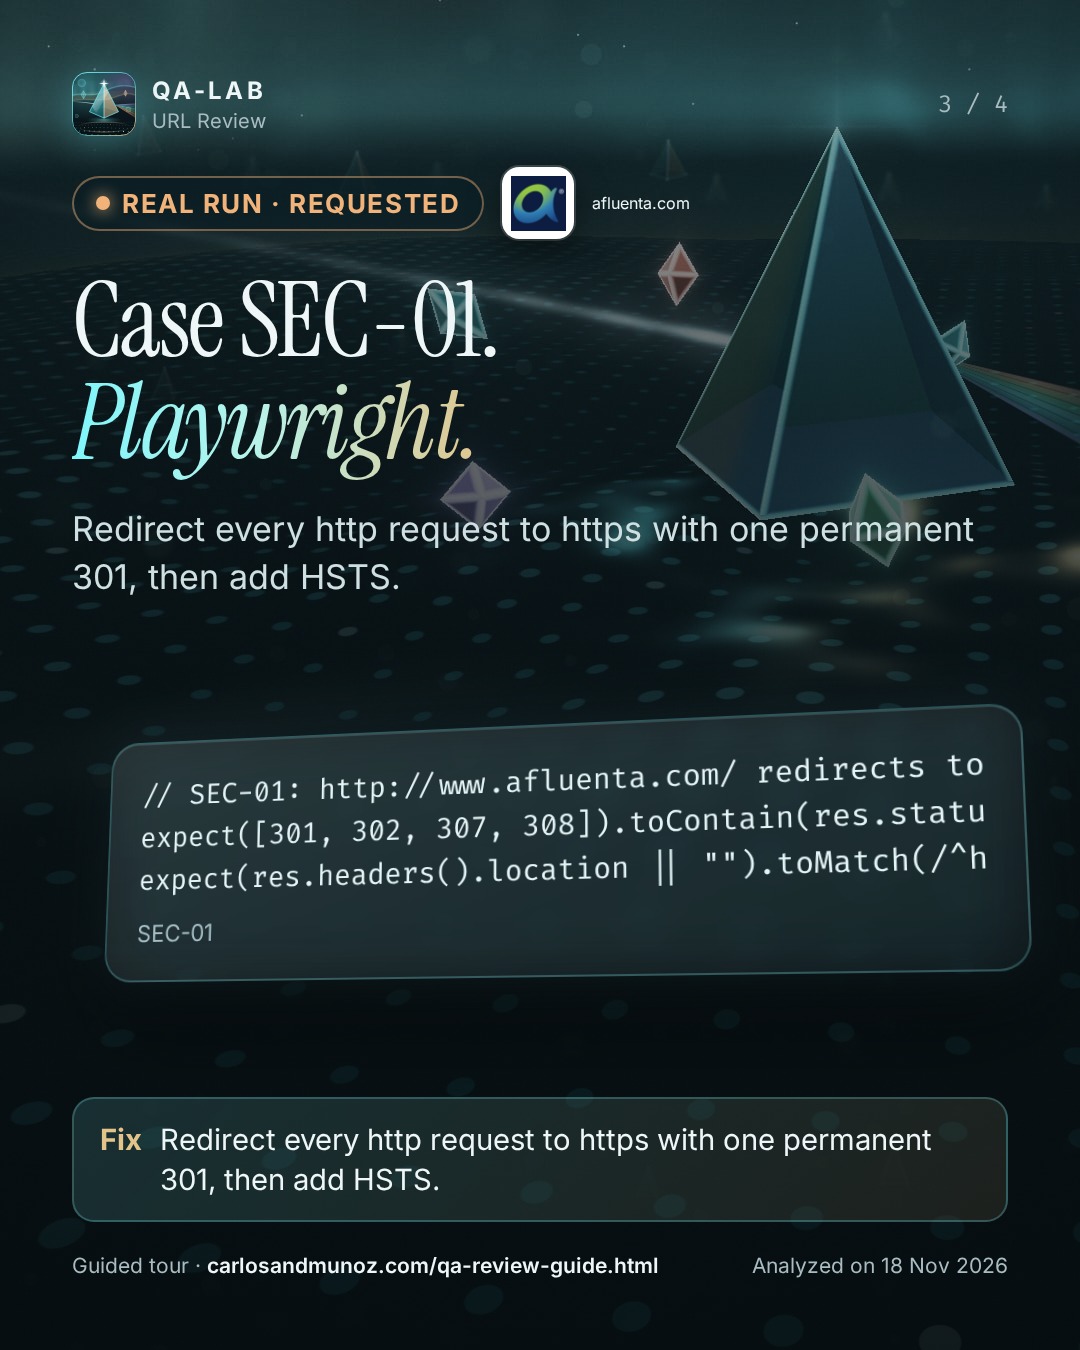 QA-LAB
URL Review
3 / 4
REAL RUN · REQUESTED
afluenta.com
Case SEC-01.
Playwright.
Redirect every http request to https with one permanent
301, then add HSTS.
// SEC-01: http://www.afluenta.com/ redirects to
expect([301, 302, 307, 308]).toContain(res.statu
expect(res.headers().location || "").toMatch(/^h
SEC-01
Fix Redirect every http request to https with one permanent
301, then add HSTS.
Guided tour · carlosandmunoz.com/qa-review-guide.html
Analyzed on 18 Nov 2026